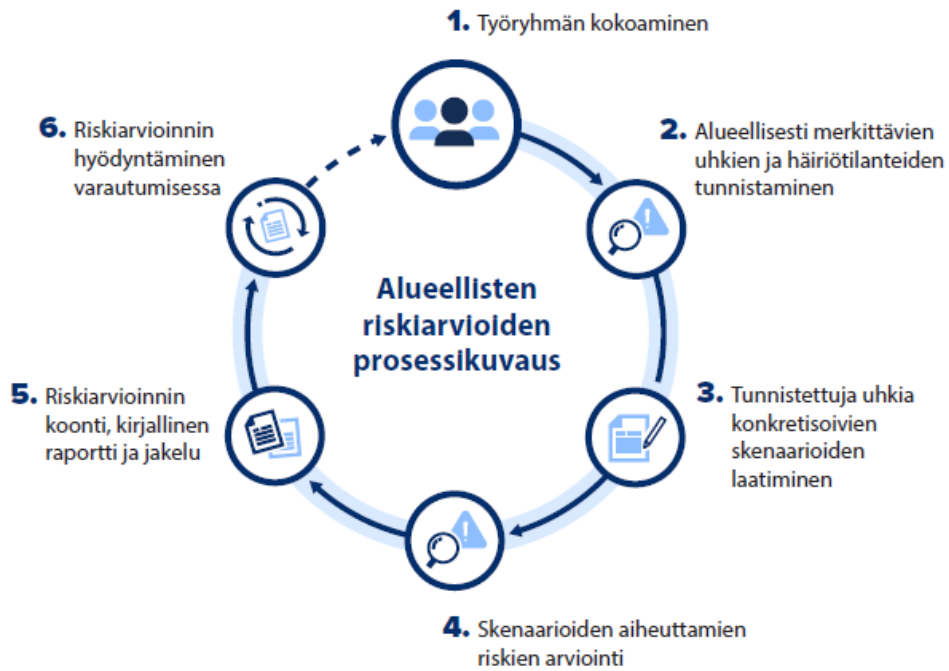 1. Työryhmän kokoaminen
2. Alueellisesti merkittävien
uhkien ja häiriötilanteiden
tunnistaminen
3. Tunnistettuja uhkia
konkretisoivien
skenaarioiden
laatiminen
4. Skenaarioiden aiheuttamien
riskien arviointi
5. Riskiarvioinnin
koonti, kirjallinen
raportti ja jakelu
6. Riskiarvioinnin
hyödyntäminen
varautumisessa
Alueellisten
riskiarvioiden
prosessikuvaus